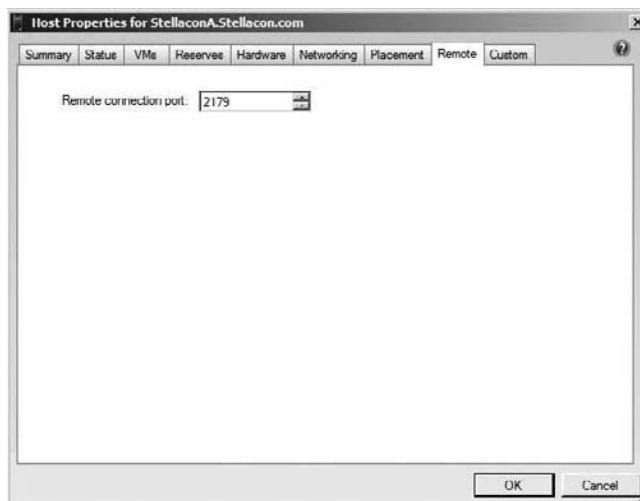 Host Properties for StellaconA.Stellacon.com
Summary Status VMs Reserves Hardware Networking Placement Remote Custom
Remote connection port: 2179
OK Cancel